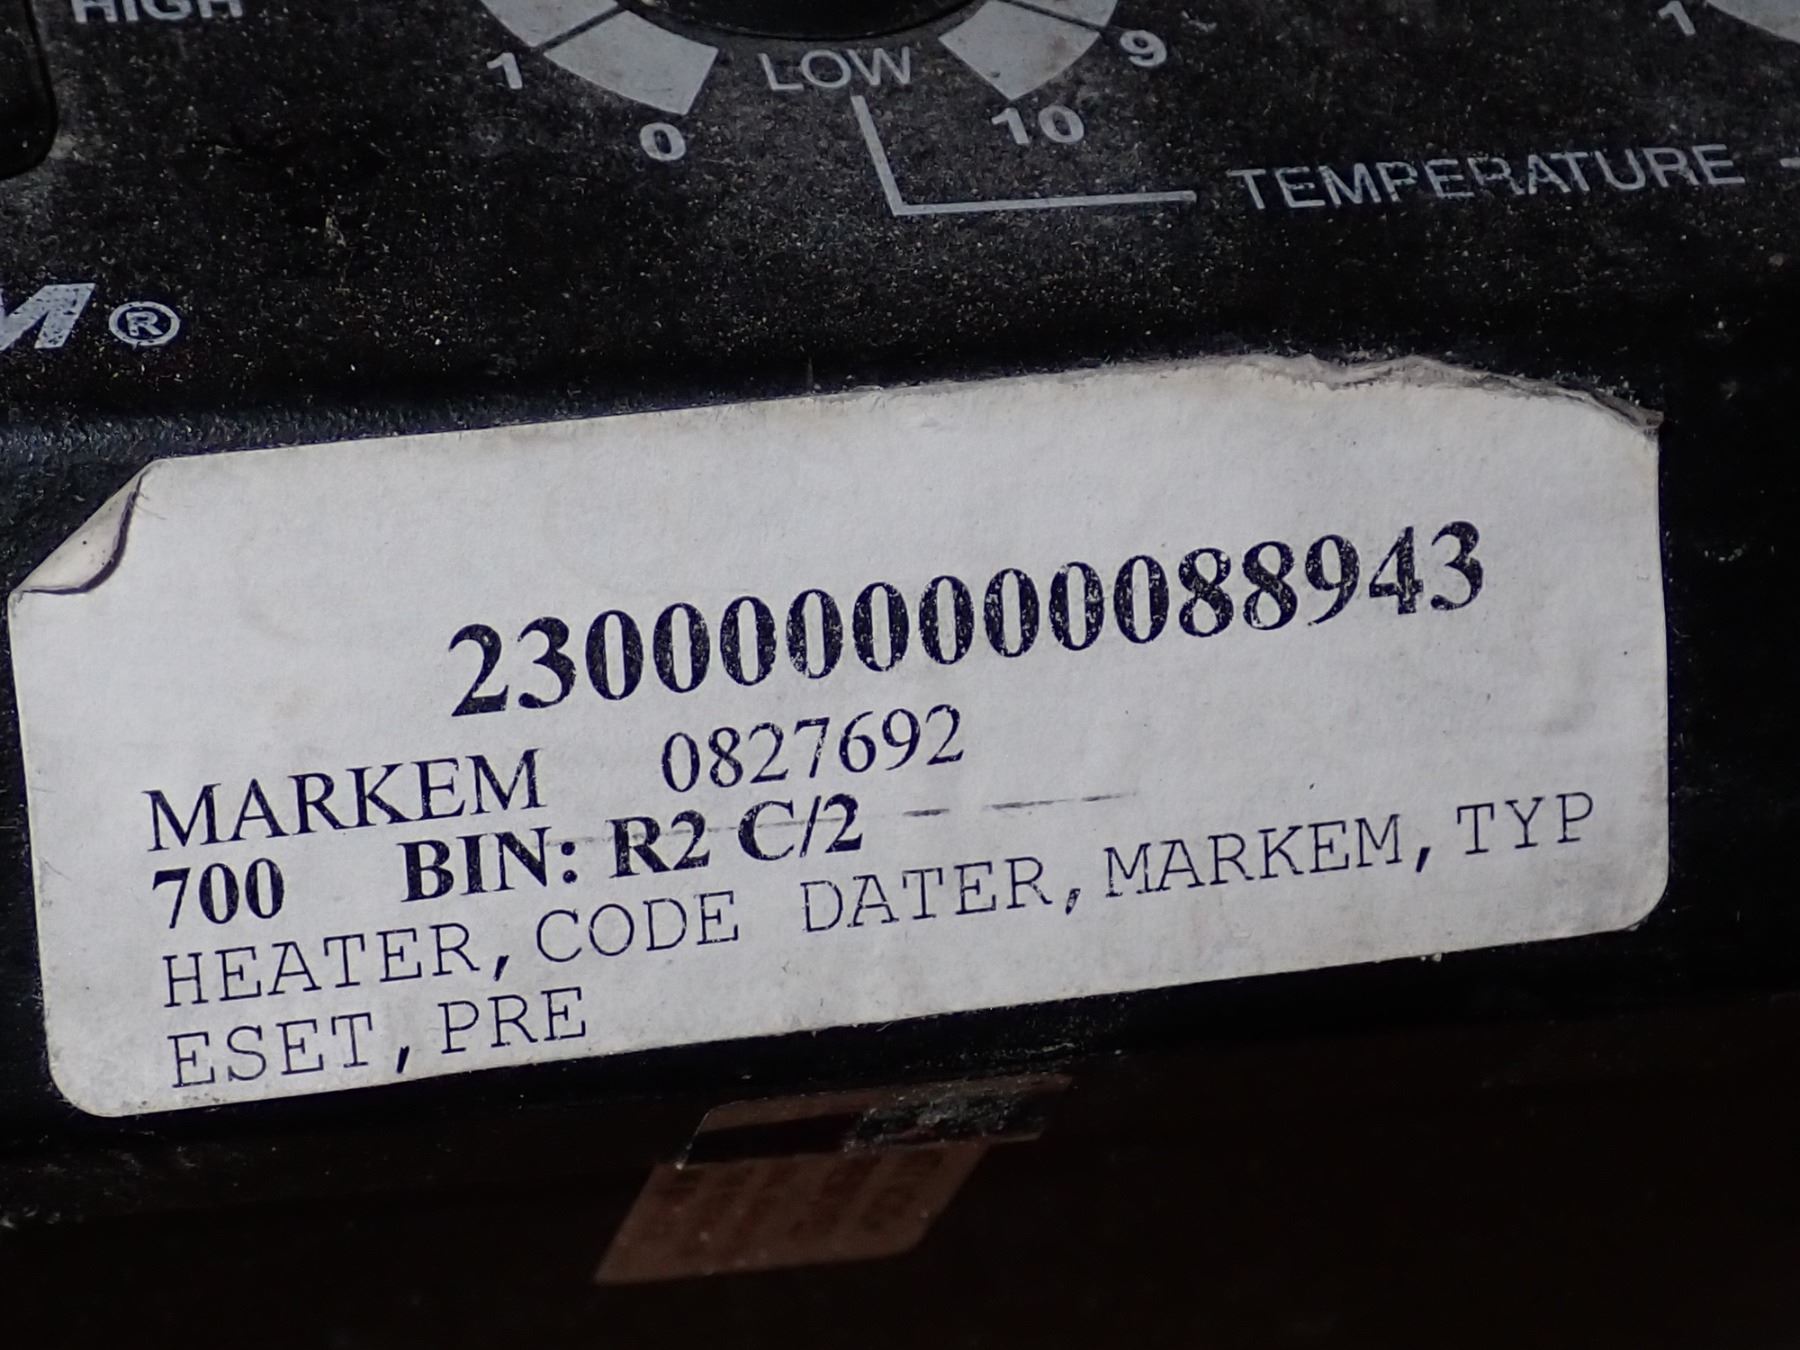 HIGH
1
0
LOW
9
10
1
TEMPERATURE
M®
2300000000088943
MARKEM 0827692
700 BIN: R2 C/2
HEATER,CODE DATER,MARKEM,TYP
ESET,PRE